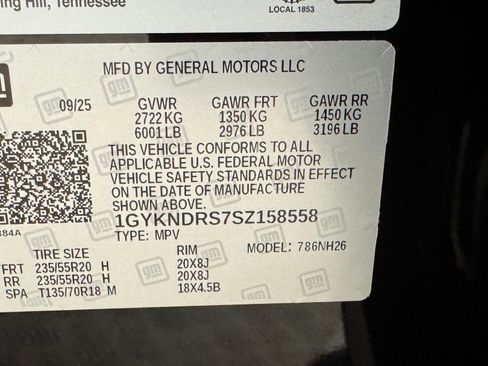 ing Hill, Tennessee
LOCAL 1853
gm
MFD BY GENERAL MOTORS LLC
09/25 GVWR GAWR FRT GAWR RR
2722 KG 1350 KG 1450 KG
6001 LB 2976 LB 3196 LB
THIS VEHICLE CONFORMS TO ALL
APPLICABLE U.S. FEDERAL MOTOR
VEHICLE SAFETY STANDARDS IN EFFECT
ON THE DATE OF MANUFACTURE SHOWN ABOVE.
1GYKNDRS7SZ158558
384A TYPE: MPV MODEL: 786NH26
TIRE SIZE RIM
FRT 235/55R20 H 20X8J
RR 235/55R20 H 20X8J
SPA T135/70R18 M 18X4.5B